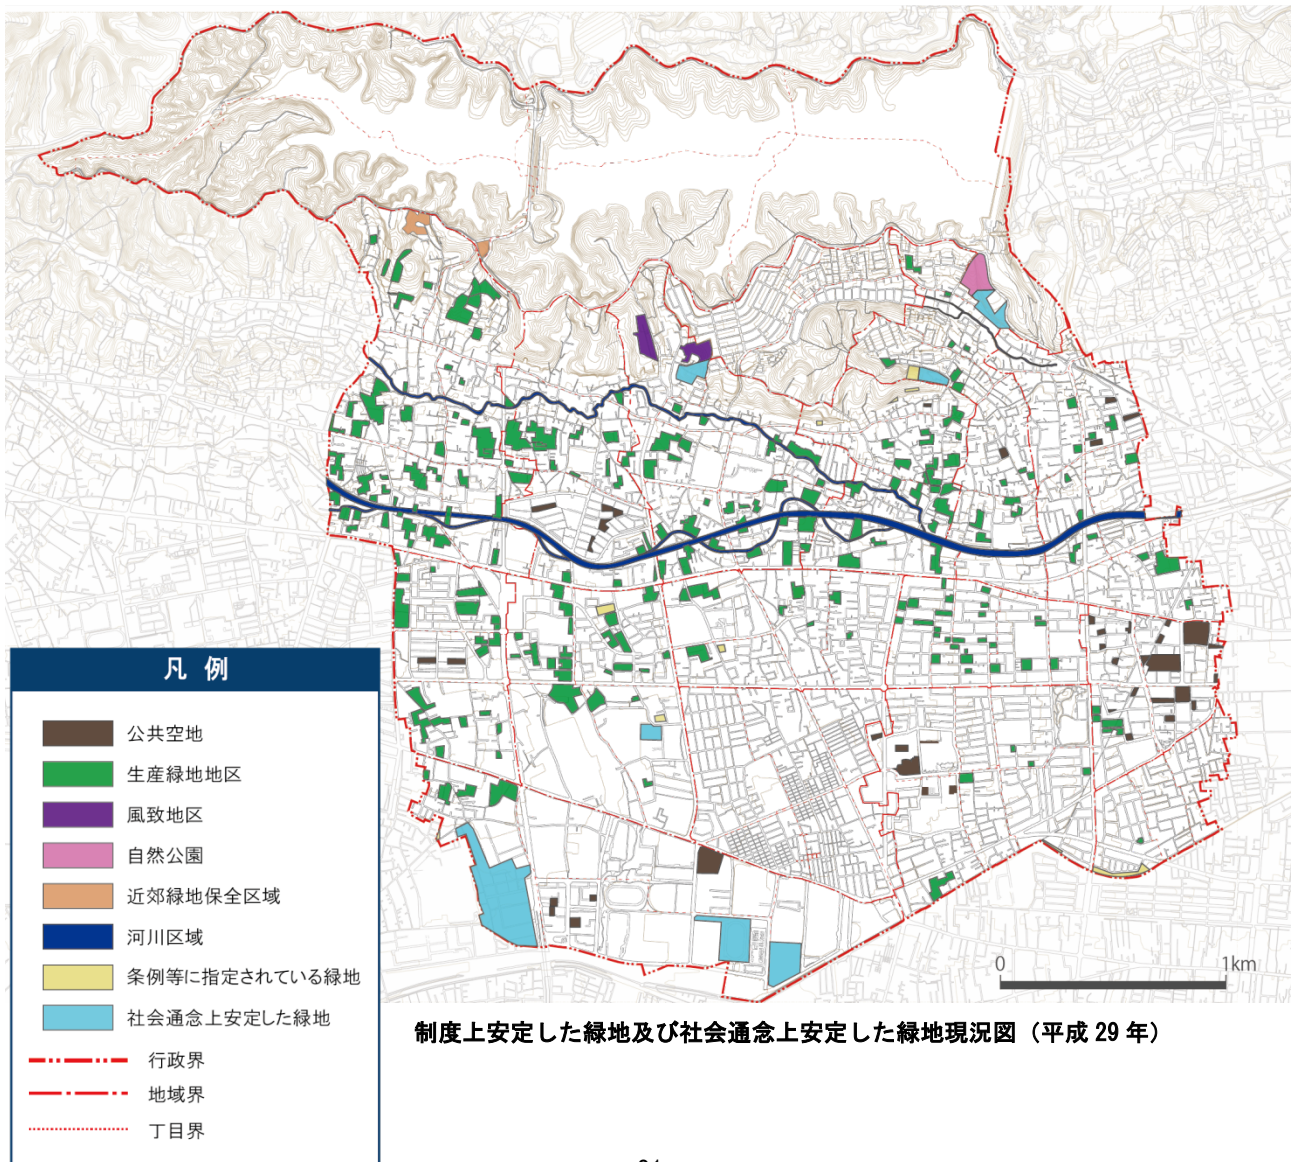 凡 例
公共空地
生産緑地地区
風致地区
自然公園
近郊緑地保全区域
河川区域
条例等に指定されている緑地
社会通念上安定した緑地
行政界
地域界
丁目界
0 1km
制度上安定した緑地及び社会通念上安定した緑地現況図（平成 29 年）